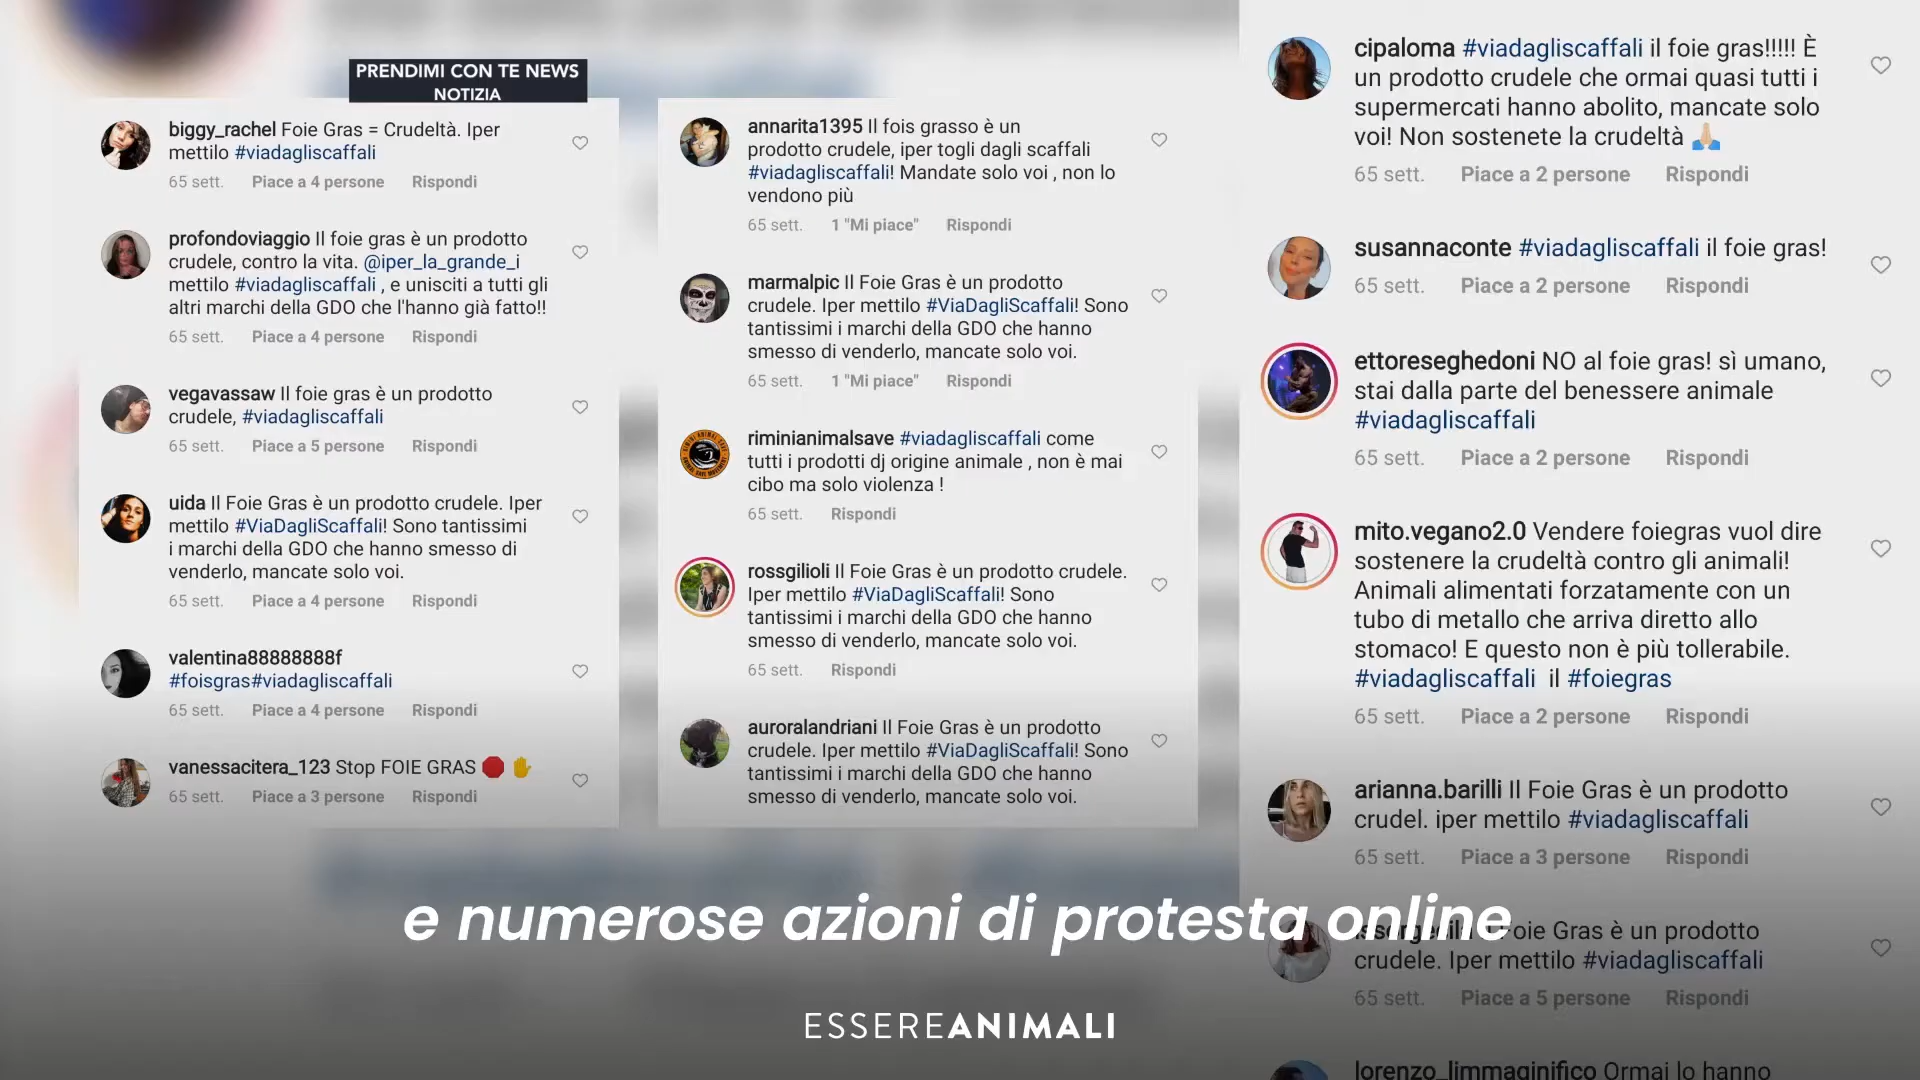 PRENDIMI CON TE NEWS
NOTIZIA
biggy_rachel Foie Gras = Crudeltà. Iper
mettilo #viadagliscaffali
65 sett. Piace a 4 persone Rispondi
profondoviaggio Il foie gras è un prodotto
crudele, contro la vita. @iper_la_grande_i
mettilo #viadagliscaffali , e unisciti a tutti gli
altri marchi della GDO che l'hanno già fatto!!
65 sett. Piace a 4 persone Rispondi
vegavassaw Il foie gras è un prodotto
crudele, #viadagliscaffali
65 sett. Piace a 5 persone Rispondi
uida Il Foie Gras è un prodotto crudele. Iper
mettilo #ViaDagliScaffali! Sono tantissimi
i marchi della GDO che hanno smesso di
venderlo, mancate solo voi.
65 sett. Piace a 4 persone Rispondi
valentina88888888f
#foisgras#viadagliscaffali
65 sett. Piace a 4 persone Rispondi
vanessacitera_123 Stop FOIE GRAS 🛑 ✋
65 sett. Piace a 3 persone Rispondi
annarita1395 Il fois grasso è un
prodotto crudele, iper togli dagli scaffali
#viadagliscaffali! Mandate solo voi , non lo
vendono più
65 sett. 1 "Mi piace" Rispondi
marmalpic Il Foie Gras è un prodotto
crudele. Iper mettilo #ViaDagliScaffali! Sono
tantissimi i marchi della GDO che hanno
smesso di venderlo, mancate solo voi.
65 sett. 1 "Mi piace" Rispondi
riminianimalsave #viadagliscaffali come
tutti i prodotti dj origine animale , non è mai
cibo ma solo violenza !
65 sett. Rispondi
rossgilioli Il Foie Gras è un prodotto crudele.
Iper mettilo #ViaDagliScaffali! Sono
tantissimi i marchi della GDO che hanno
smesso di venderlo, mancate solo voi.
65 sett. Rispondi
auroralandriani Il Foie Gras è un prodotto
crudele. Iper mettilo #ViaDagliScaffali! Sono
tantissimi i marchi della GDO che hanno
smesso di venderlo, mancate solo voi.
cipaloma #viadagliscaffali il foie gras!!!!! È
un prodotto crudele che ormai quasi tutti i
supermercati hanno abolito, mancate solo
voi! Non sostenete la crudeltà 🙏🏼
65 sett. Piace a 2 persone Rispondi
susannaconte #viadagliscaffali il foie gras!
65 sett. Piace a 2 persone Rispondi
ettoreseghedoni NO al foie gras! sì umano,
stai dalla parte del benessere animale
#viadagliscaffali
65 sett. Piace a 2 persone Rispondi
mito.vegano2.0 Vendere foiegras vuol dire
sostenere la crudeltà contro gli animali!
Animali alimentati forzatamente con un
tubo di metallo che arriva diretto allo
stomaco! E questo non è più tollerabile.
#viadagliscaffali il #foiegras
65 sett. Piace a 2 persone Rispondi
arianna.barilli Il Foie Gras è un prodotto
crudel. iper mettilo #viadagliscaffali
65 sett. Piace a 3 persone Rispondi
Foie Gras è un prodotto
crudele. Iper mettilo #viadagliscaffali
65 sett. Piace a 5 persone Rispondi
lorenzo_limmaginifico Ormai lo hanno
e numerose azioni di protesta online
ESSEREANIMALI